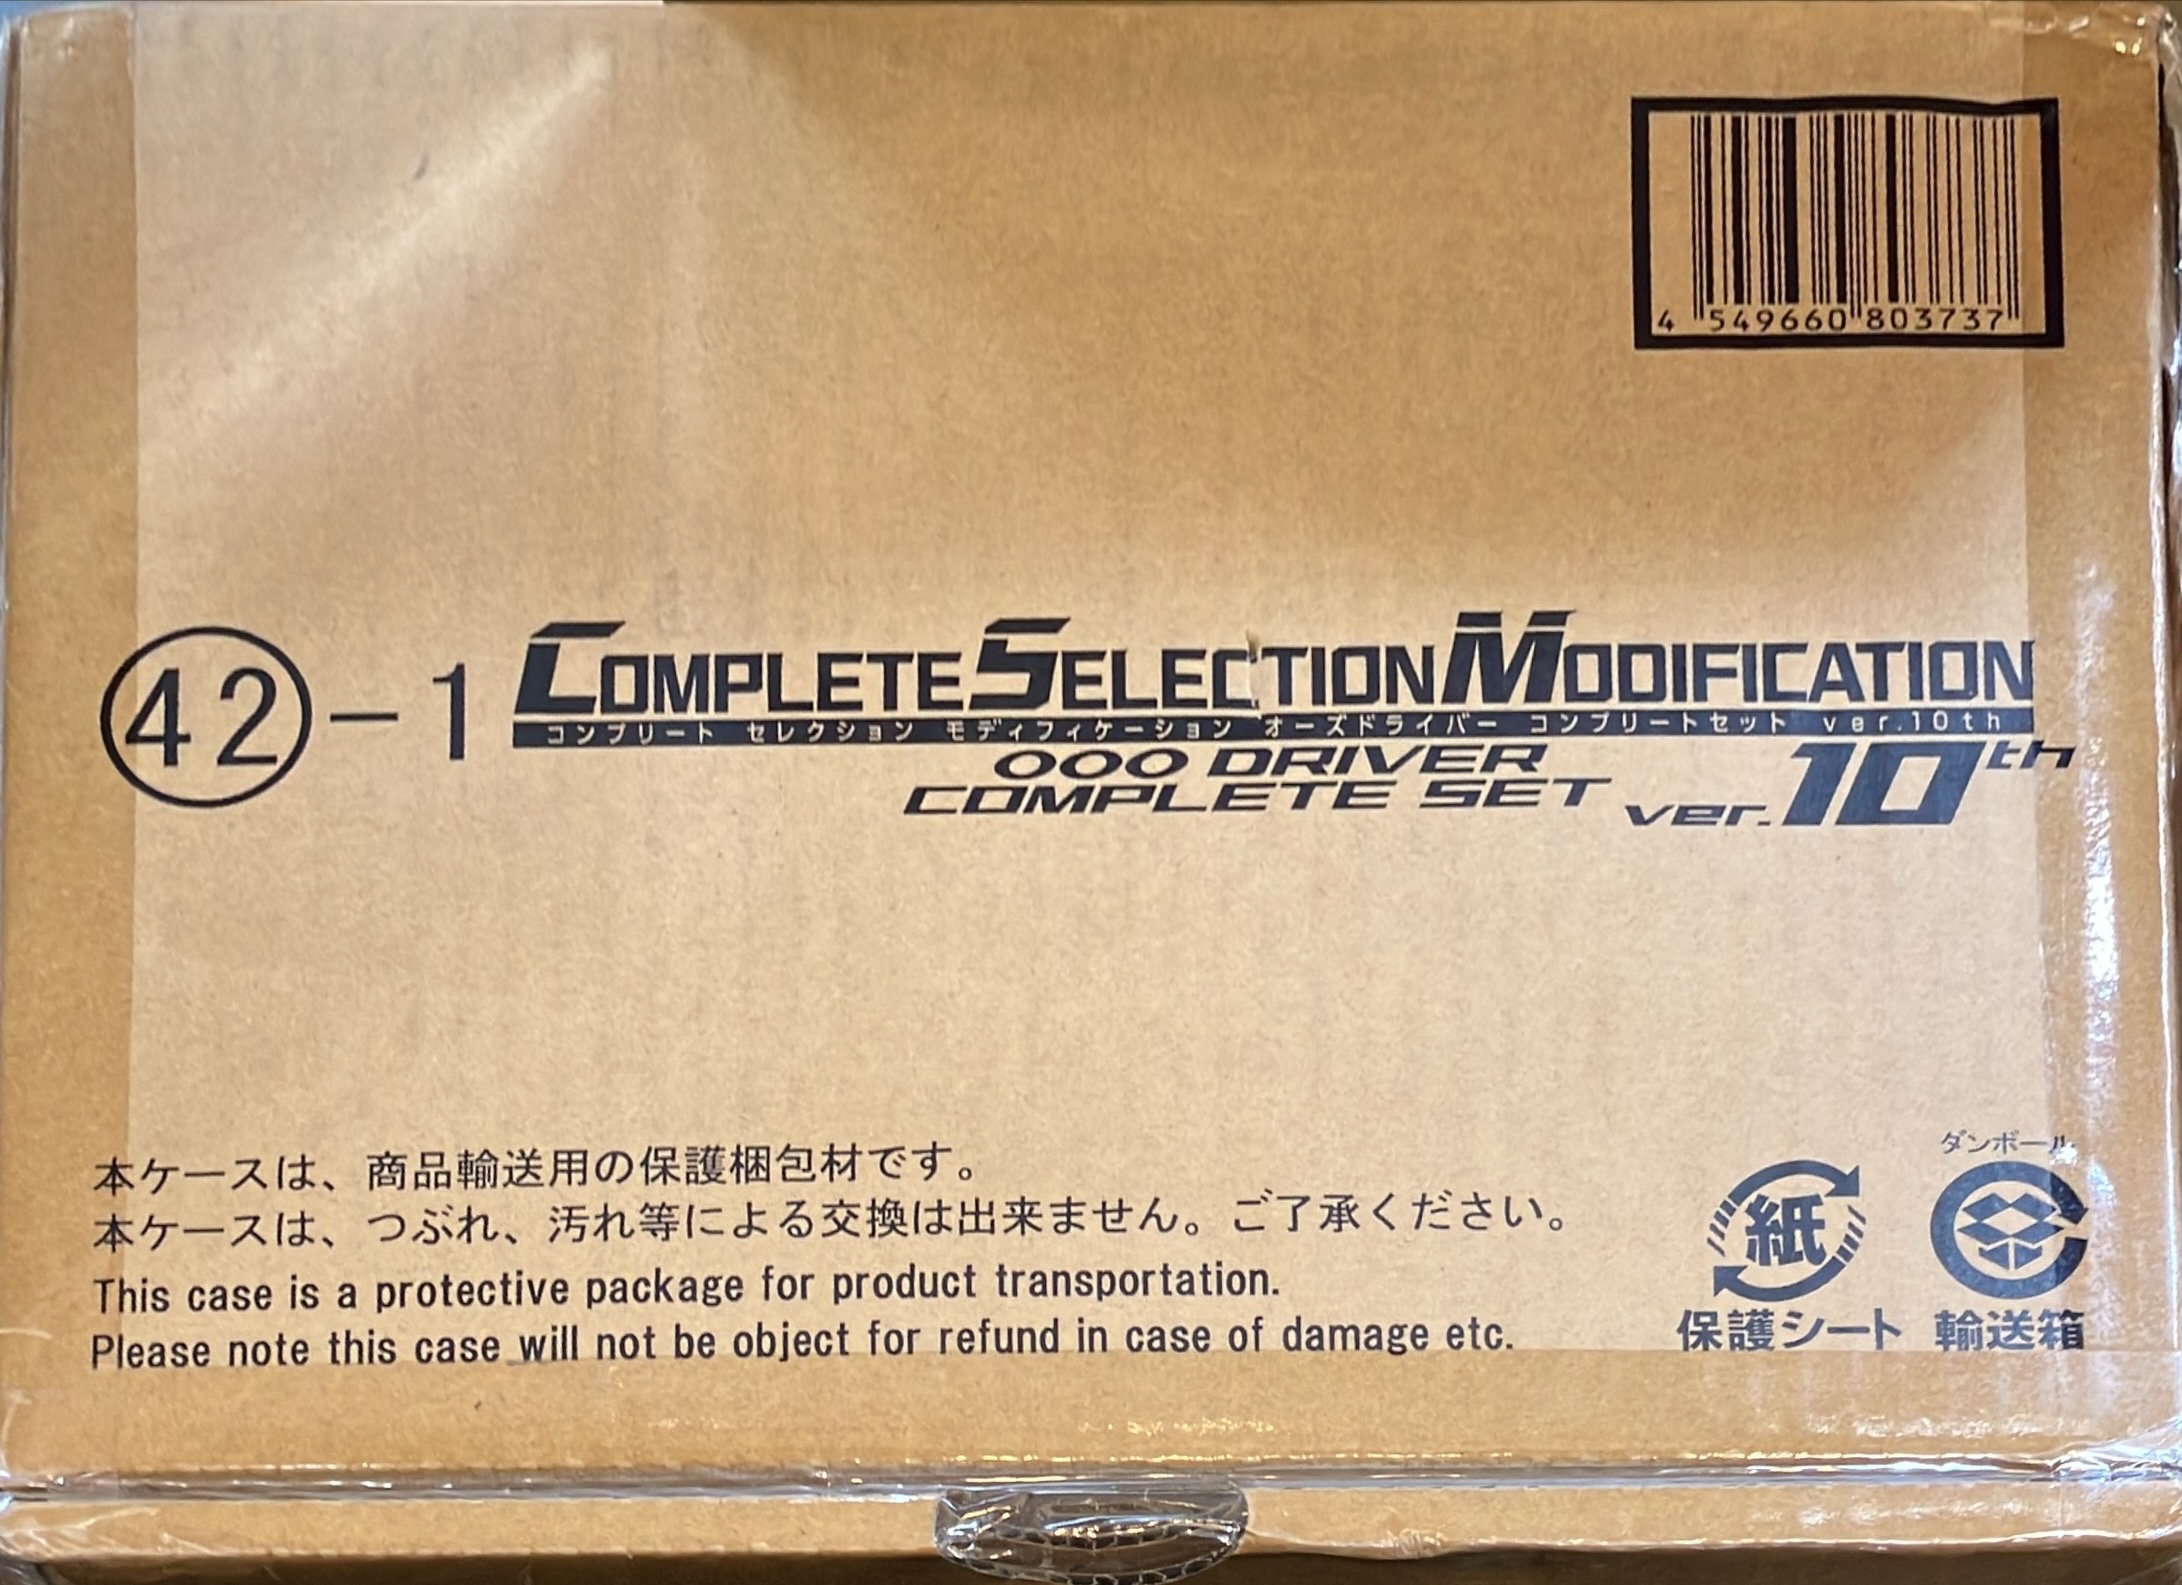 4 549660 803737
㊷-1 COMPLETE SELECTION MODIFICATION
コンプリート セレクション モディフィケーション オーズドライバー コンプリートセット ver.10th
OOO DRIVER
COMPLETE SET ver.10th
本ケースは、商品輸送用の保護梱包材です。
本ケースは、つぶれ、汚れ等による交換は出来ません。ご了承ください。
This case is a protective package for product transportation.
Please note this case will not be object for refund in case of damage etc.
紙
保護シート
ダンボール
輸送箱